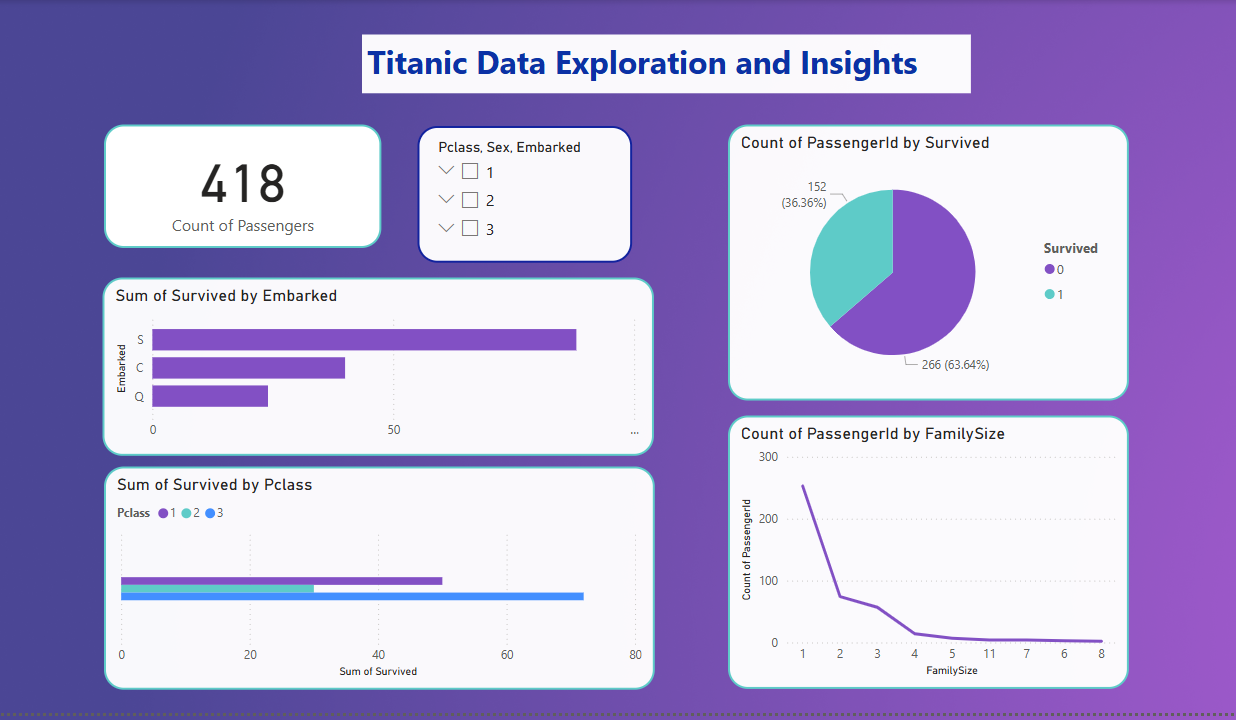 Titanic Data Exploration and Insights
418
Count of Passengers
Pclass, Sex, Embarked
1
2
3
Count of PassengerId by Survived
152
(36.36%)
266 (63.64%)
Survived
0
1
Sum of Survived by Embarked
Embarked
S
C
Q
0 50 ...
Sum of Survived by Pclass
Pclass 1 2 3
0 20 40 60 80
Sum of Survived
Count of PassengerId by FamilySize
Count of PassengerId
300
200
100
0
1 2 3 4 5 11 7 6 8
FamilySize